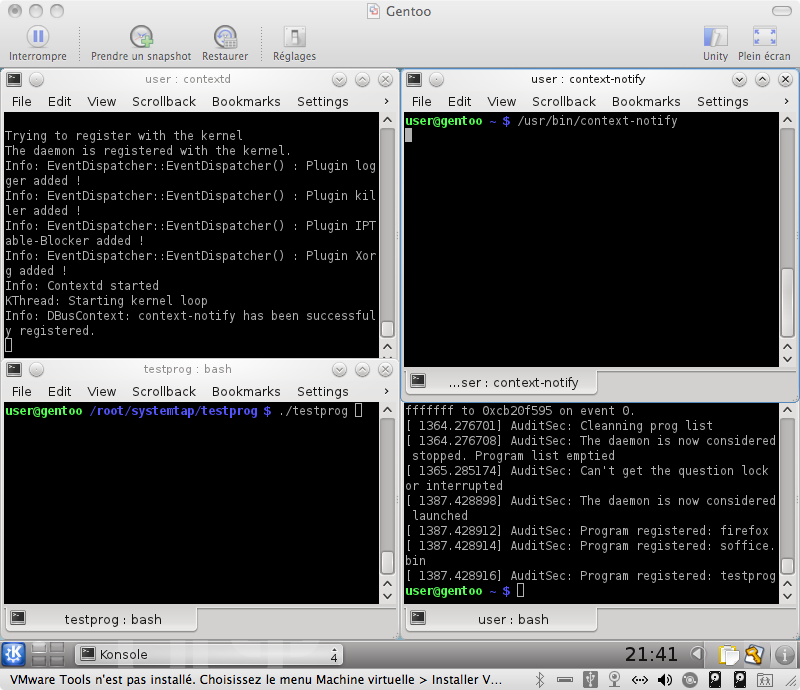 Gentoo
Interrompre
Prendre un snapshot
Restaurer
Réglages
Unity
Plein écran
user : contextd
File Edit View Scrollback Bookmarks Settings
Trying to register with the kernel
The daemon is registered with the kernel.
Info: EventDispatcher::EventDispatcher() : Plugin log
ger added !
Info: EventDispatcher::EventDispatcher() : Plugin kil
ler added !
Info: EventDispatcher::EventDispatcher() : Plugin IPT
able-Blocker added !
Info: EventDispatcher::EventDispatcher() : Plugin Xor
g added !
Info: Contextd started
KThread: Starting kernel loop
Info: DBusContext: context-notify has been successful
y registered.
user : context-notify
File Edit View Scrollback Bookmarks Settings
user@gentoo ~ $ /usr/bin/context-notify
...ser : context-notify
testprog : bash
File Edit View Scrollback Bookmarks Settings
user@gentoo /root/systemtap/testprog $ ./testprog
testprog : bash
fffffff to 0xcb20f595 on event 0.
[ 1364.276701] AuditSec: Cleanning prog list
[ 1364.276708] AuditSec: The daemon is now considered
stopped. Program list emptied
[ 1365.285174] AuditSec: Can't get the question lock
or interrupted
[ 1387.428898] AuditSec: The daemon is now considered
launched
[ 1387.428912] AuditSec: Program registered: firefox
[ 1387.428914] AuditSec: Program registered: soffice.
bin
[ 1387.428916] AuditSec: Program registered: testprog
user@gentoo ~ $
user : bash
Konsole
4
21:41
VMware Tools n'est pas installé. Choisissez le menu Machine virtuelle > Installer V...